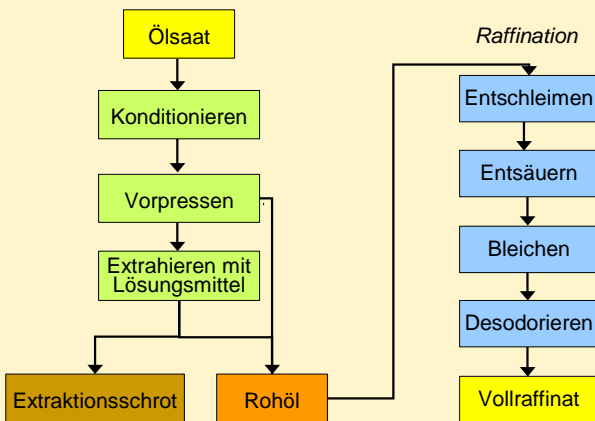 Ölsaat
Konditionieren
Vorpressen
Extrahieren mit
Lösungsmittel
Extraktionsschrot
Rohöl
Raffination
Entschleimen
Entsäuern
Bleichen
Desodorieren
Vollraffinat